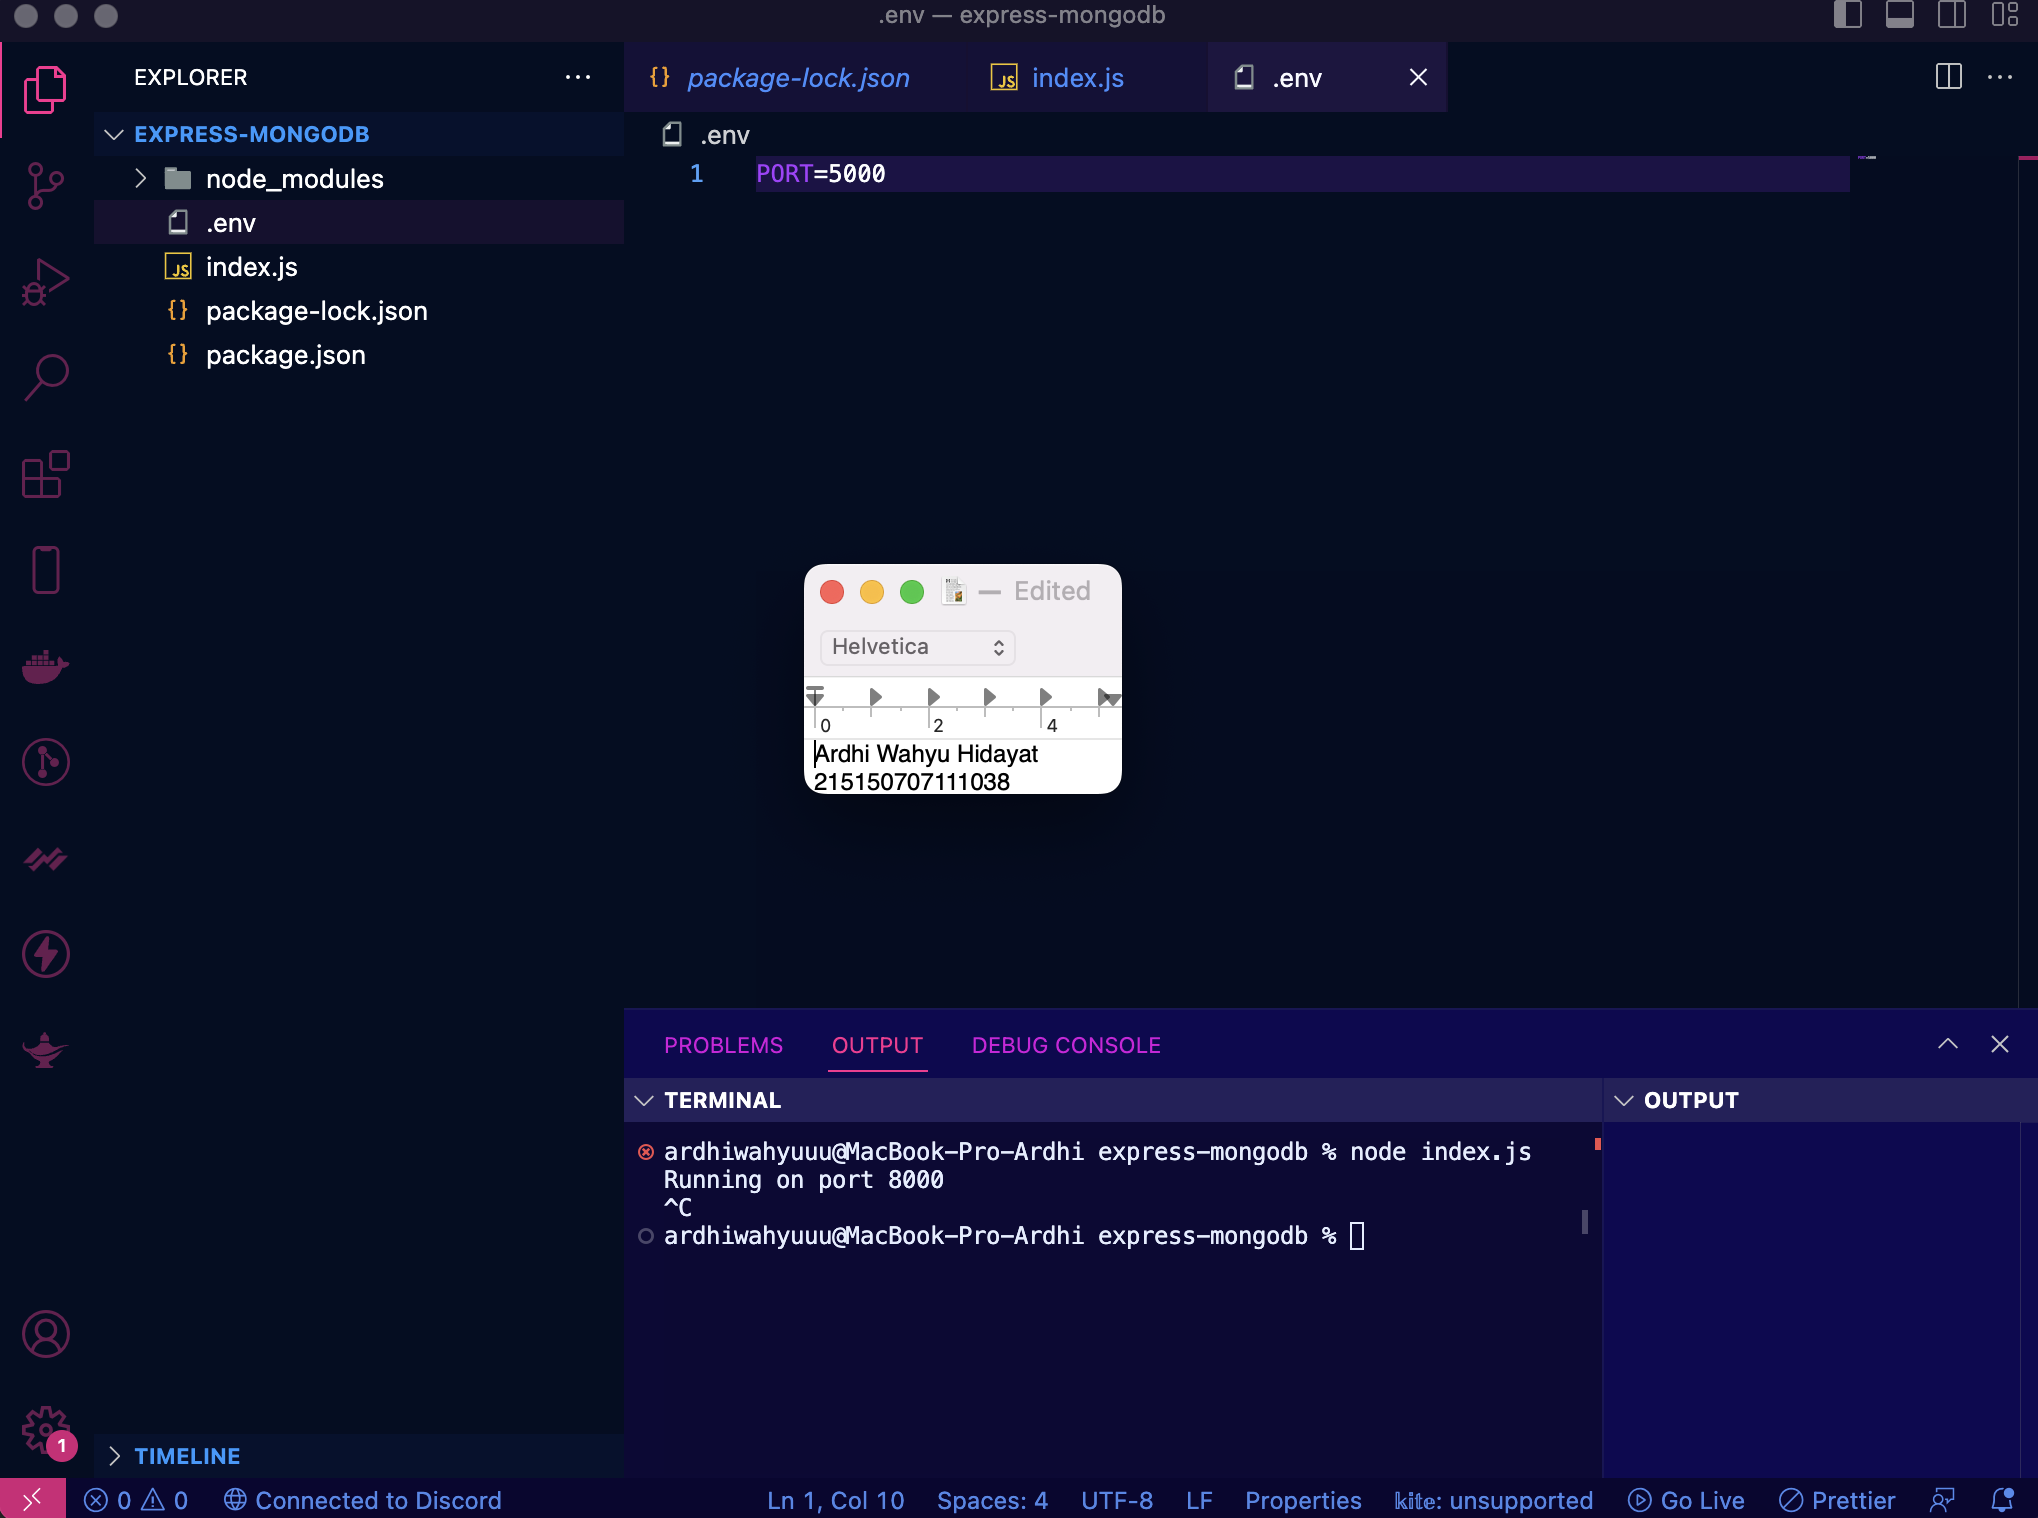 .env — express-mongodb
EXPLORER
EXPRESS-MONGODB
node_modules
.env
index.js
package-lock.json
package.json
TIMELINE
package-lock.json
index.js
.env
.env
1 PORT=5000
— Edited
Helvetica
0 2 4
Ardhi Wahyu Hidayat
215150707111038
PROBLEMS OUTPUT DEBUG CONSOLE
TERMINAL
ardhiwahyuuu@MacBook-Pro-Ardhi express-mongodb % node index.js
Running on port 8000
^C
ardhiwahyuuu@MacBook-Pro-Ardhi express-mongodb %
OUTPUT
1
0 0 Connected to Discord Ln 1, Col 10 Spaces: 4 UTF-8 LF Properties 𝕜𝕚𝕥𝕖: unsupported Go Live Prettier